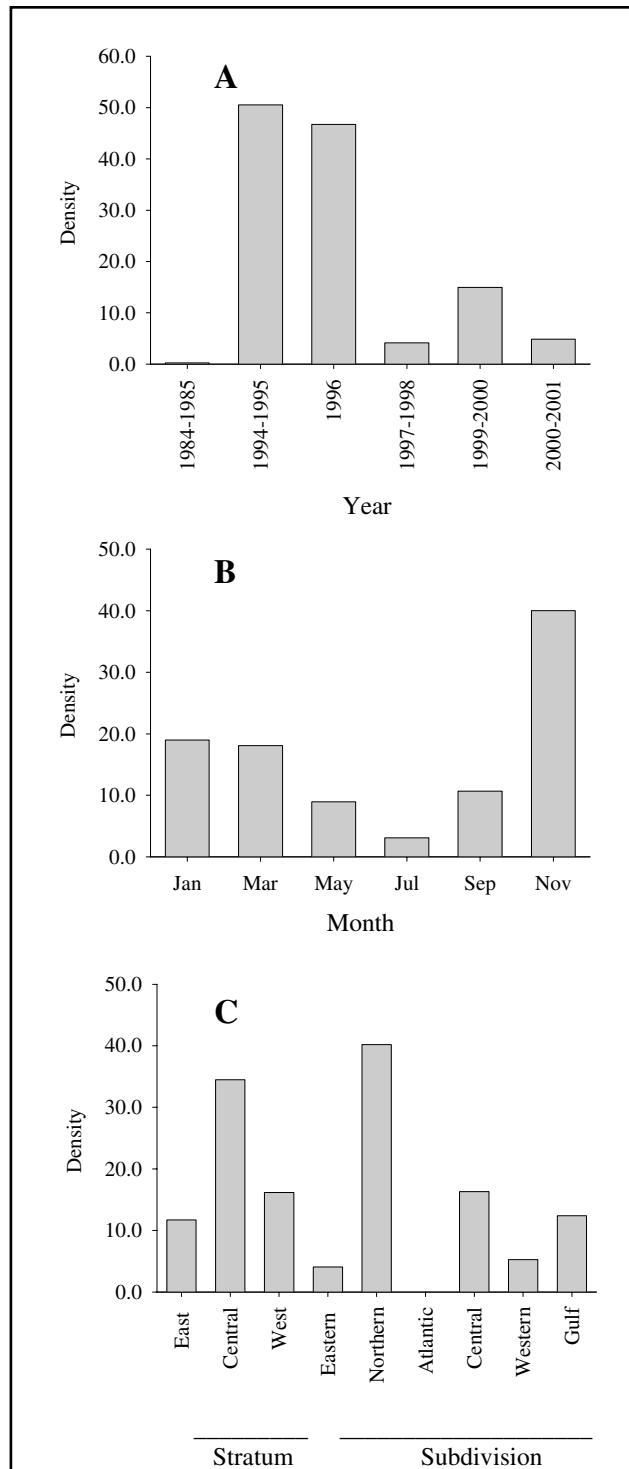 A
60.0
50.0
40.0
30.0
20.0
10.0
0.0
Density
1984-1985
1994-1995
1996
1997-1998
1999-2000
2000-2001
Year
B
50.0
40.0
30.0
20.0
10.0
0.0
Density
Jan Mar May Jul Sep Nov
Month
C
50.0
40.0
30.0
20.0
10.0
0.0
Density
East
Central
West
Eastern
Northern
Atlantic
Central
Western
Gulf
Stratum Subdivision